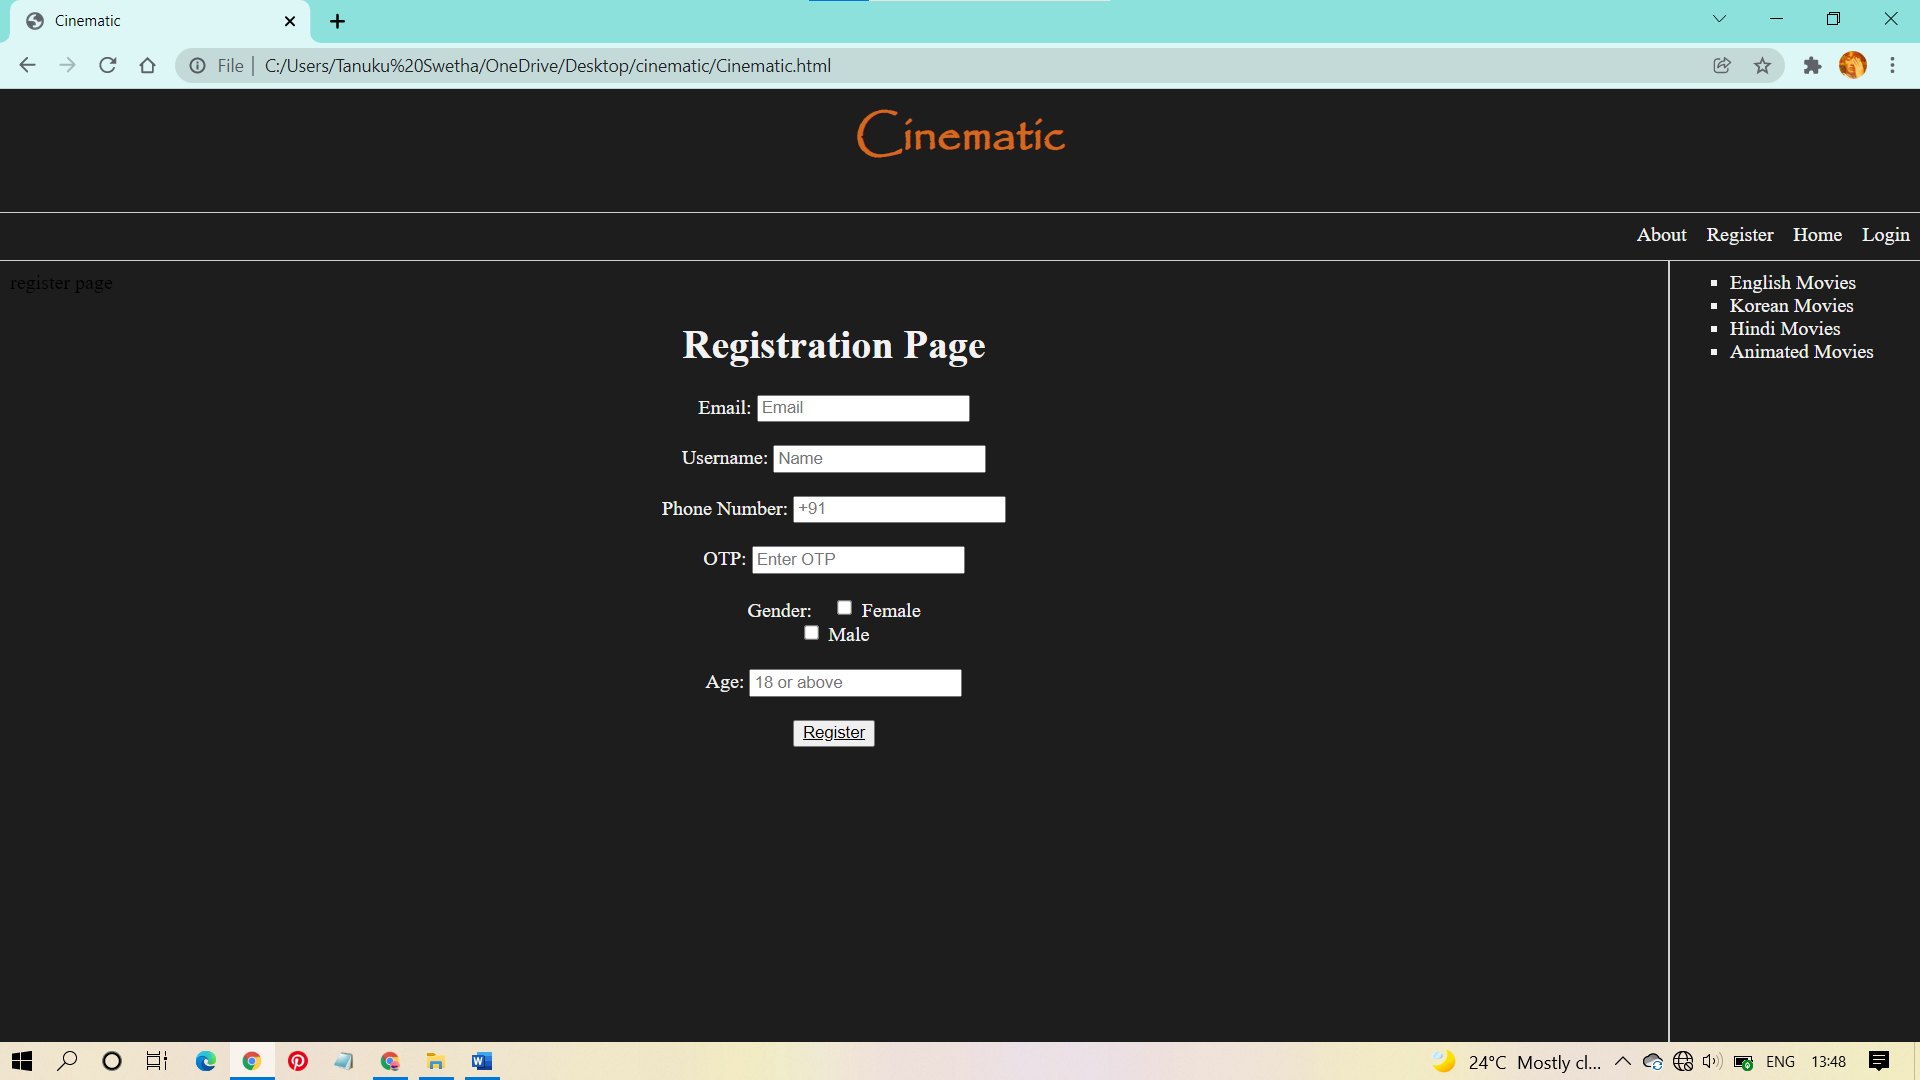 Cinematic
File | C:/Users/Tanuku%20Swetha/OneDrive/Desktop/cinematic/Cinematic.html
Cinematic
About Register Home Login
register page
English Movies
Korean Movies
Hindi Movies
Animated Movies
Registration Page
Email: Email
Username: Name
Phone Number: +91
OTP: Enter OTP
Gender: Female
Male
Age: 18 or above
Register
24°C Mostly cl... ENG 13:48